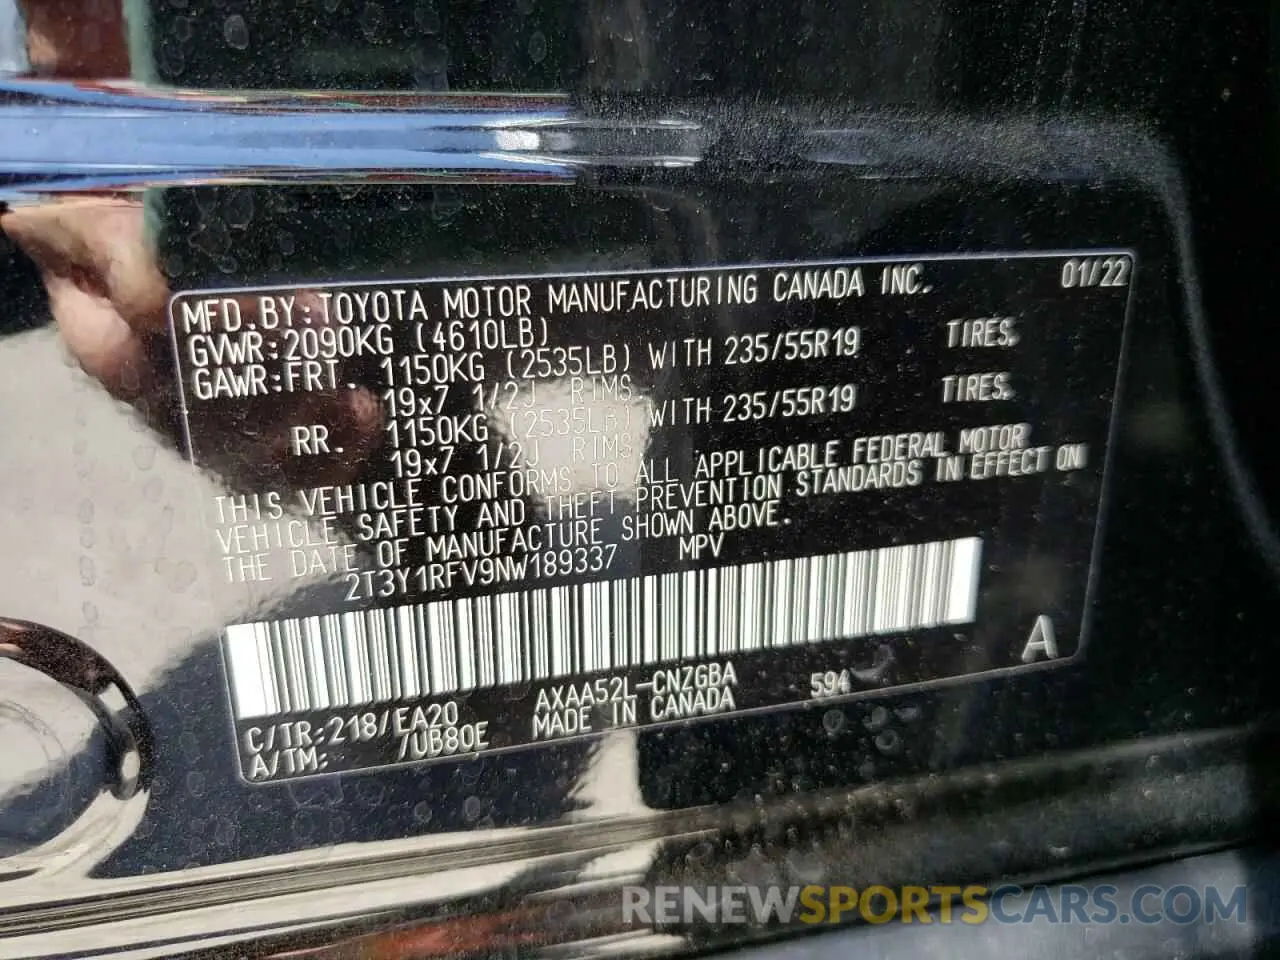 MFD.BY:TOYOTA MOTOR MANUFACTURING CANADA INC. 01/22
GVWR:2090KG (4610LB)
GAWR:FRT. 1150KG (2535LB) WITH 235/55R19 TIRES,
19x7 1/2J RIMS.
RR. 1150KG (2535LB) WITH 235/55R19 TIRES,
19x7 1/2J RIMS.
THIS VEHICLE CONFORMS TO ALL APPLICABLE FEDERAL MOTOR
VEHICLE SAFETY AND THEFT PREVENTION STANDARDS IN EFFECT ON
THE DATE OF MANUFACTURE SHOWN ABOVE.
2T3Y1RFV9NW189337 MPV
A
C/TR:218/EA20 AXAA52L-CNZGBA 594
A/TM: /UB80E MADE IN CANADA
RENEWSPORTSCARS.COM